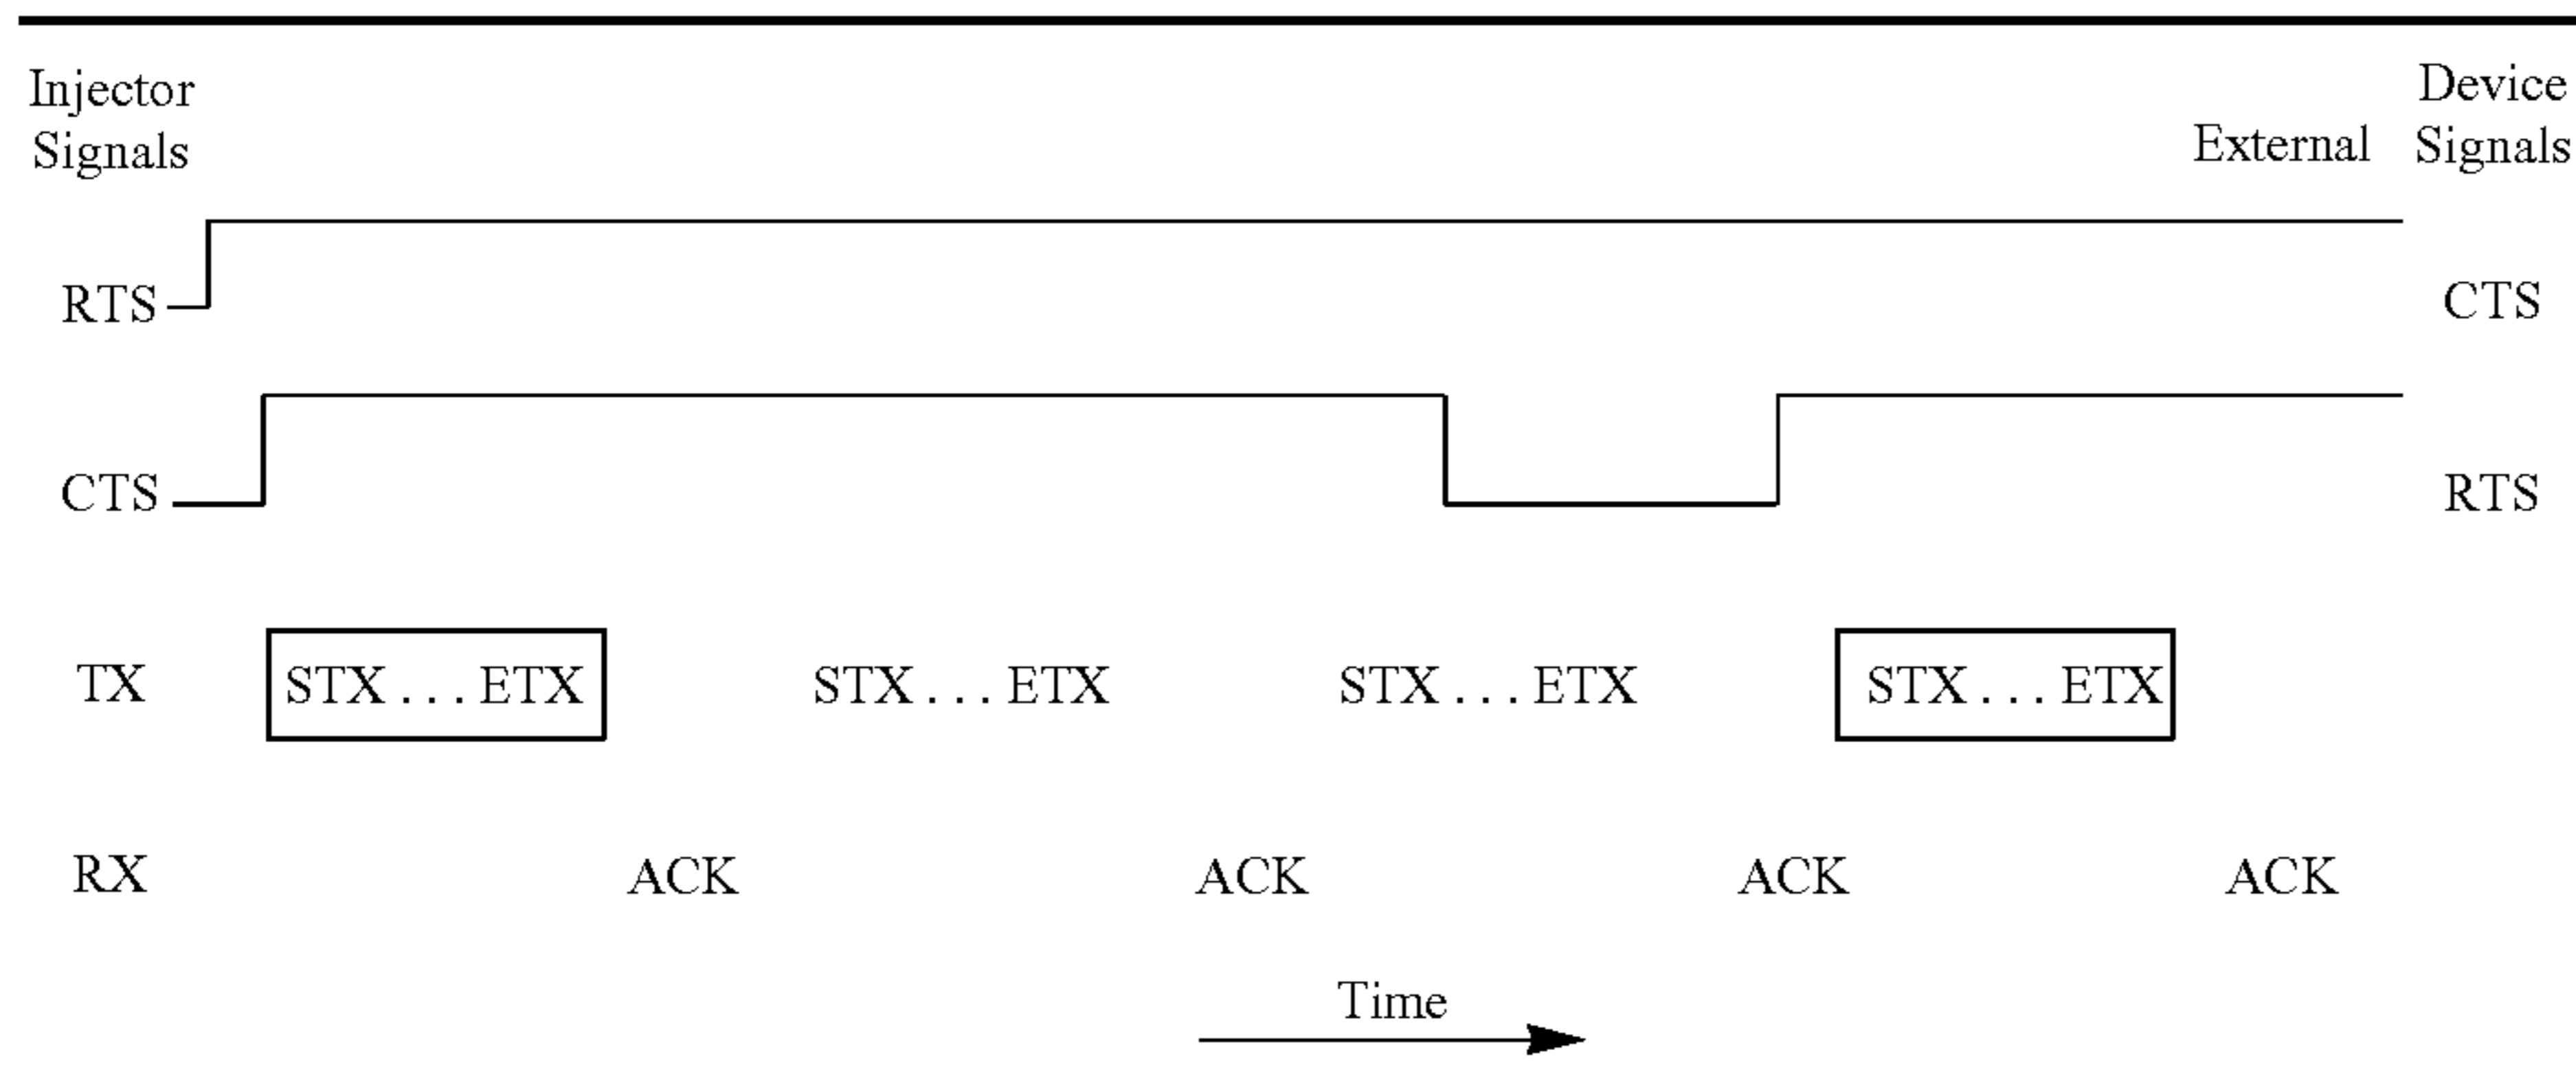 Injector
Signals
External
Device
Signals
RTS
CTS
CTS
RTS
TX STX . . . ETX STX . . . ETX STX . . . ETX STX . . . ETX
RX ACK ACK ACK ACK
Time